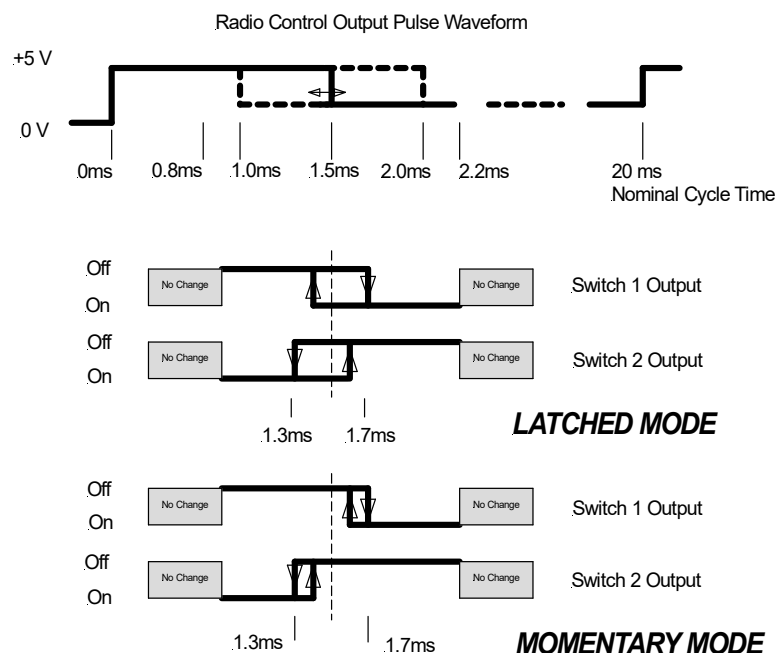 Radio Control Output Pulse Waveform
+5 V
0 V
0ms 0.8ms 1.0ms 1.5ms 2.0ms 2.2ms 20 ms
Nominal Cycle Time
Off
No Change No Change Switch 1 Output
On
Off
No Change No Change Switch 2 Output
On
1.3ms 1.7ms
LATCHED MODE
Off
No Change No Change Switch 1 Output
On
Off
No Change No Change Switch 2 Output
On
1.3ms 1.7ms
MOMENTARY MODE